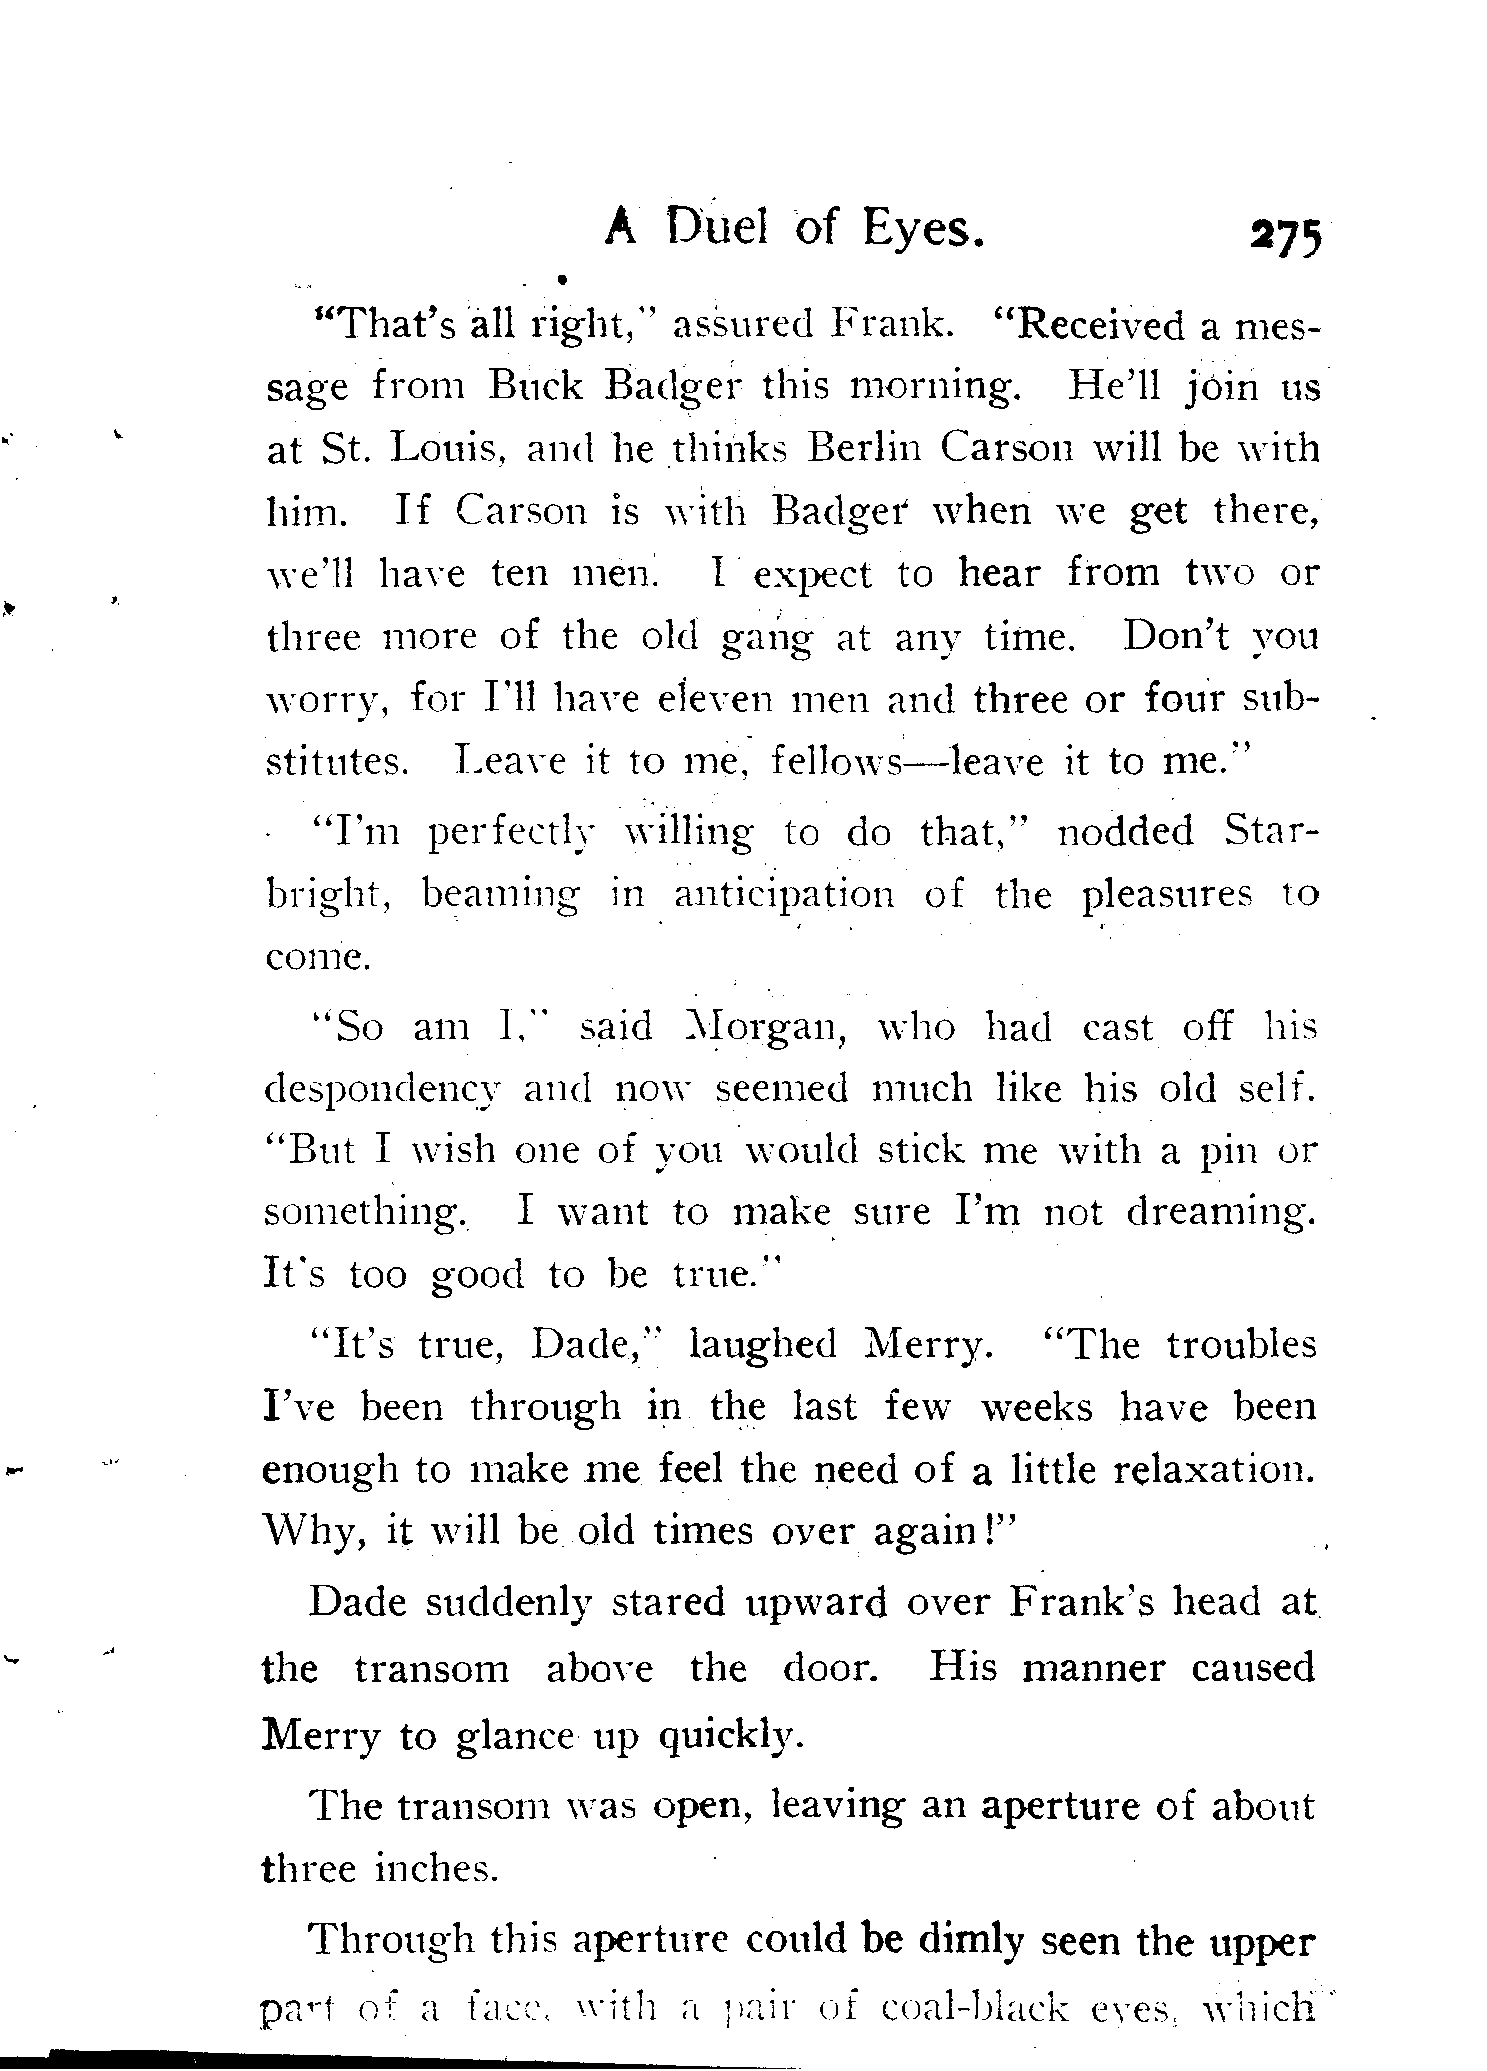 A Duel of Eyes. 275
"That's all right," assured Frank. "Received a mes-
sage from Buck Badger this morning. He'll join us
at St. Louis, and he thinks Berlin Carson will be with
him. If Carson is with Badger when we get there,
we'll have ten men. I expect to hear from two or
three more of the old gang at any time. Don't you
worry, for I'll have eleven men and three or four sub-
stitutes. Leave it to me, fellows—leave it to me."
"I'm perfectly willing to do that," nodded Star-
bright, beaming in anticipation of the pleasures to
come.
"So am I," said Morgan, who had cast off his
despondency and now seemed much like his old self.
"But I wish one of you would stick me with a pin or
something. I want to make sure I'm not dreaming.
It's too good to be true."
"It's true, Dade," laughed Merry. "The troubles
I've been through in the last few weeks have been
enough to make me feel the need of a little relaxation.
Why, it will be old times over again!"
Dade suddenly stared upward over Frank's head at
the transom above the door. His manner caused
Merry to glance up quickly.
The transom was open, leaving an aperture of about
three inches.
Through this aperture could be dimly seen the upper
part of a face, with a pair of coal-black eyes, which